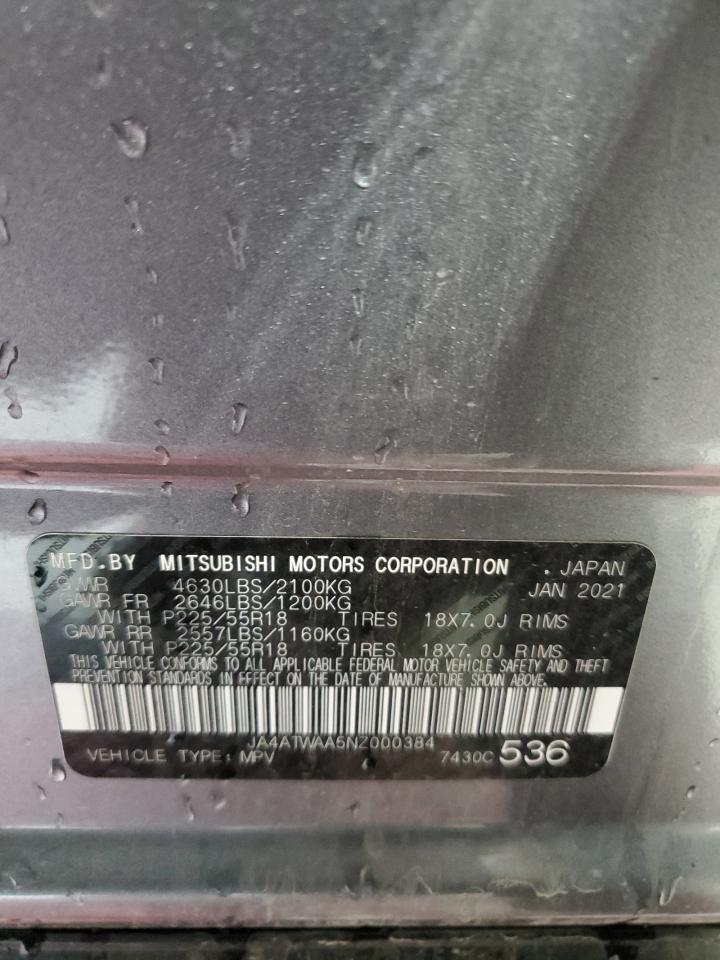 MFD.BY MITSUBISHI MOTORS CORPORATION . JAPAN
GVWR 4630LBS/2100KG JAN 2021
GAWR FR 2646LBS/1200KG
WITH P225/55R18 TIRES 18X7.0J RIMS
GAWR RR 2557LBS/1160KG
WITH P225/55R18 TIRES 18X7.0J RIMS
THIS VEHICLE CONFORMS TO ALL APPLICABLE FEDERAL MOTOR VEHICLE SAFETY AND THEFT
PREVENTION STANDARDS IN EFFECT ON THE DATE OF MANUFACTURE SHOWN ABOVE.
JA4ATWAA5NZ000384
VEHICLE TYPE: MPV 7430C 536